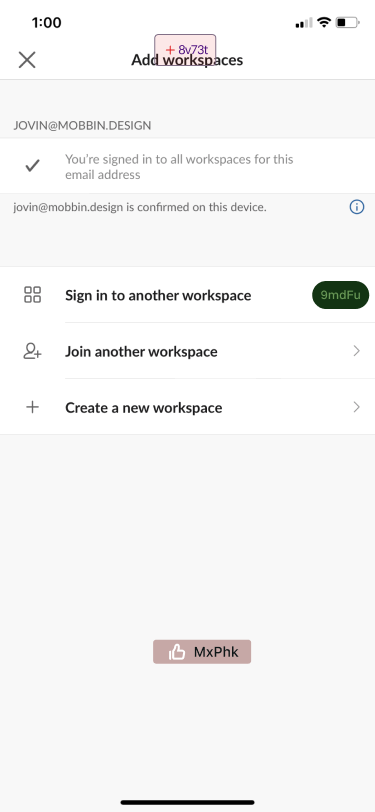 1:00
+ 8v73t
Add workspaces
JOVIN@MOBBIN.DESIGN
You're signed in to all workspaces for this
email address
jovin@mobbin.design is confirmed on this device.
Sign in to another workspace
9mdFu
Join another workspace
Create a new workspace
MxPhk